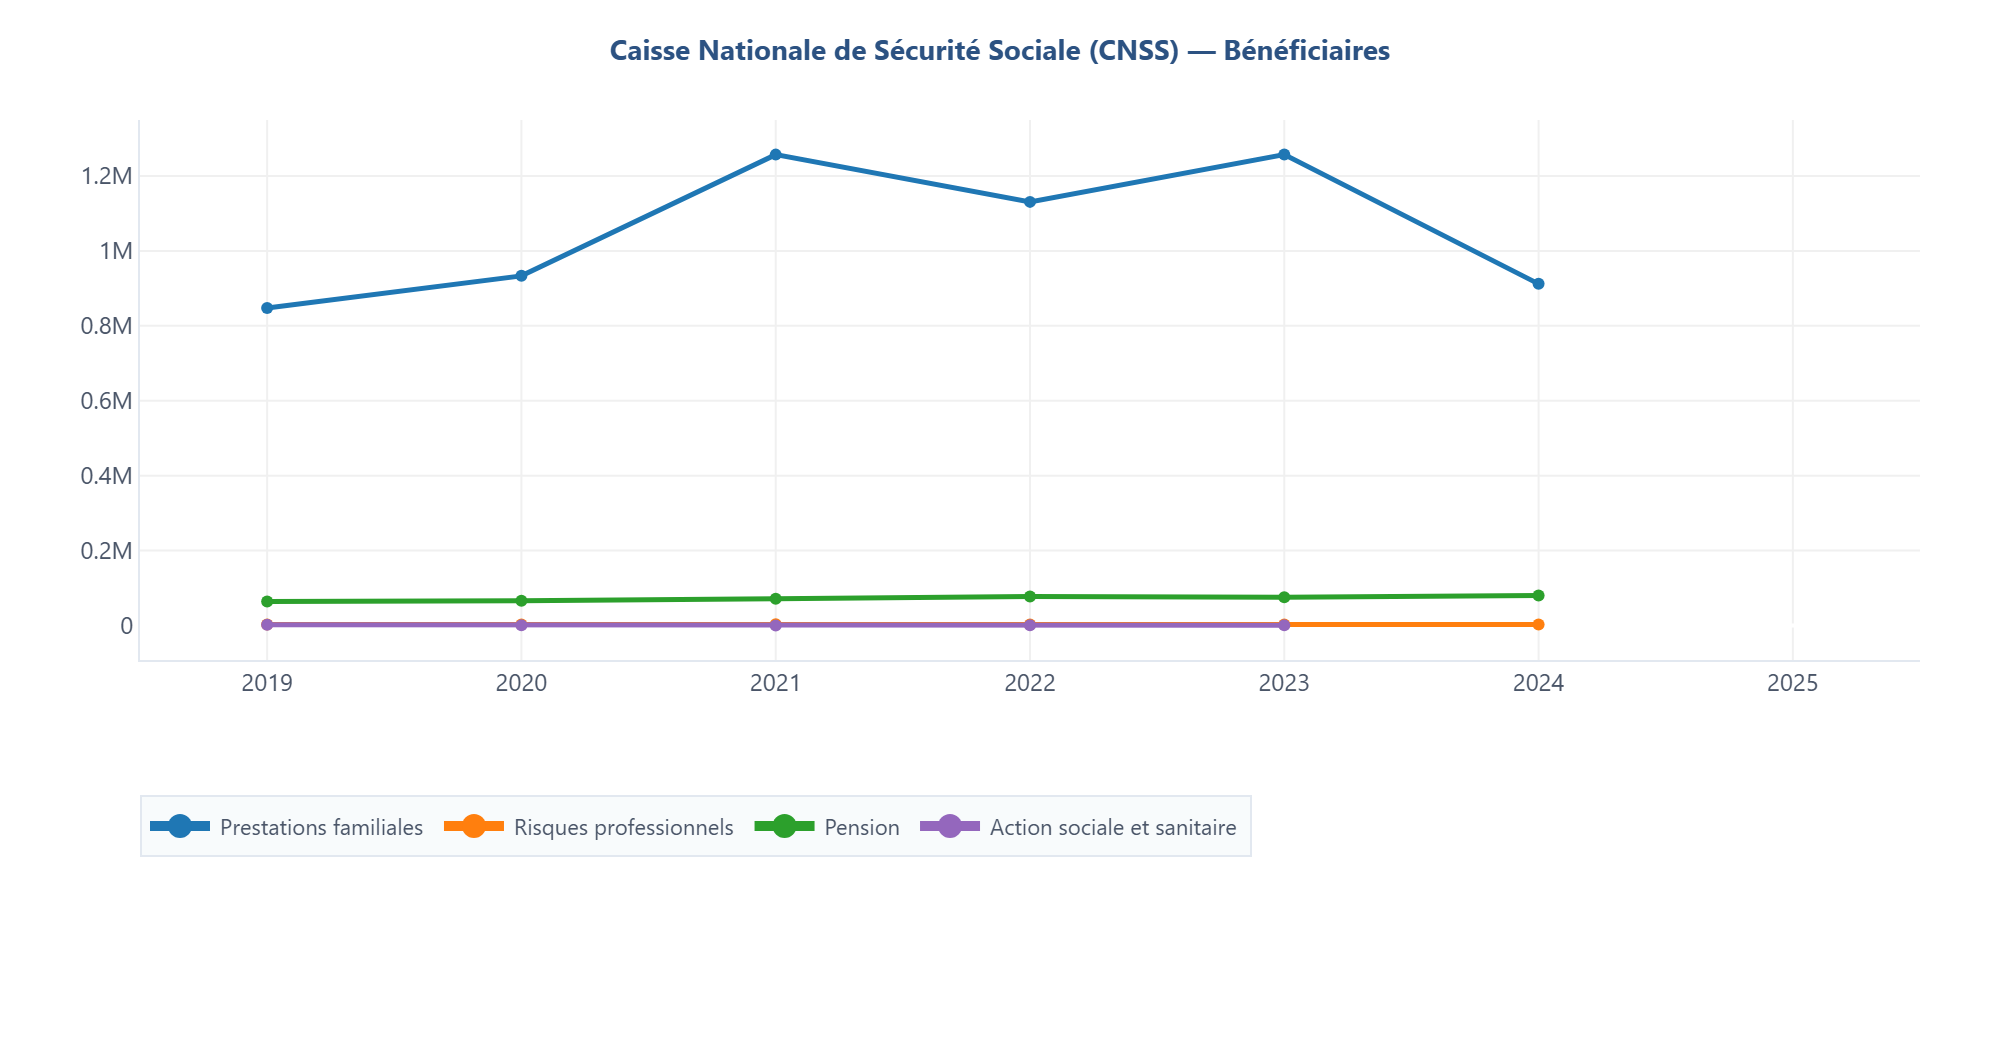 Caisse Nationale de Sécurité Sociale (CNSS) — Bénéficiaires
1.2M
1M
0.8M
0.6M
0.4M
0.2M
0
2019 2020 2021 2022 2023 2024 2025
Prestations familiales Risques professionnels Pension Action sociale et sanitaire